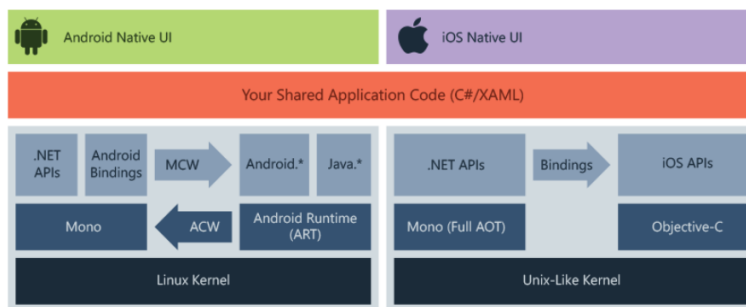 Android Native UI
iOS Native UI
Your Shared Application Code (C#/XAML)
.NET
APIs
Android
Bindings
MCW
Android.*
Java.*
Mono
ACW
Android Runtime
(ART)
Linux Kernel
.NET APIs
Bindings
iOS APIs
Mono (Full AOT)
Objective-C
Unix-Like Kernel